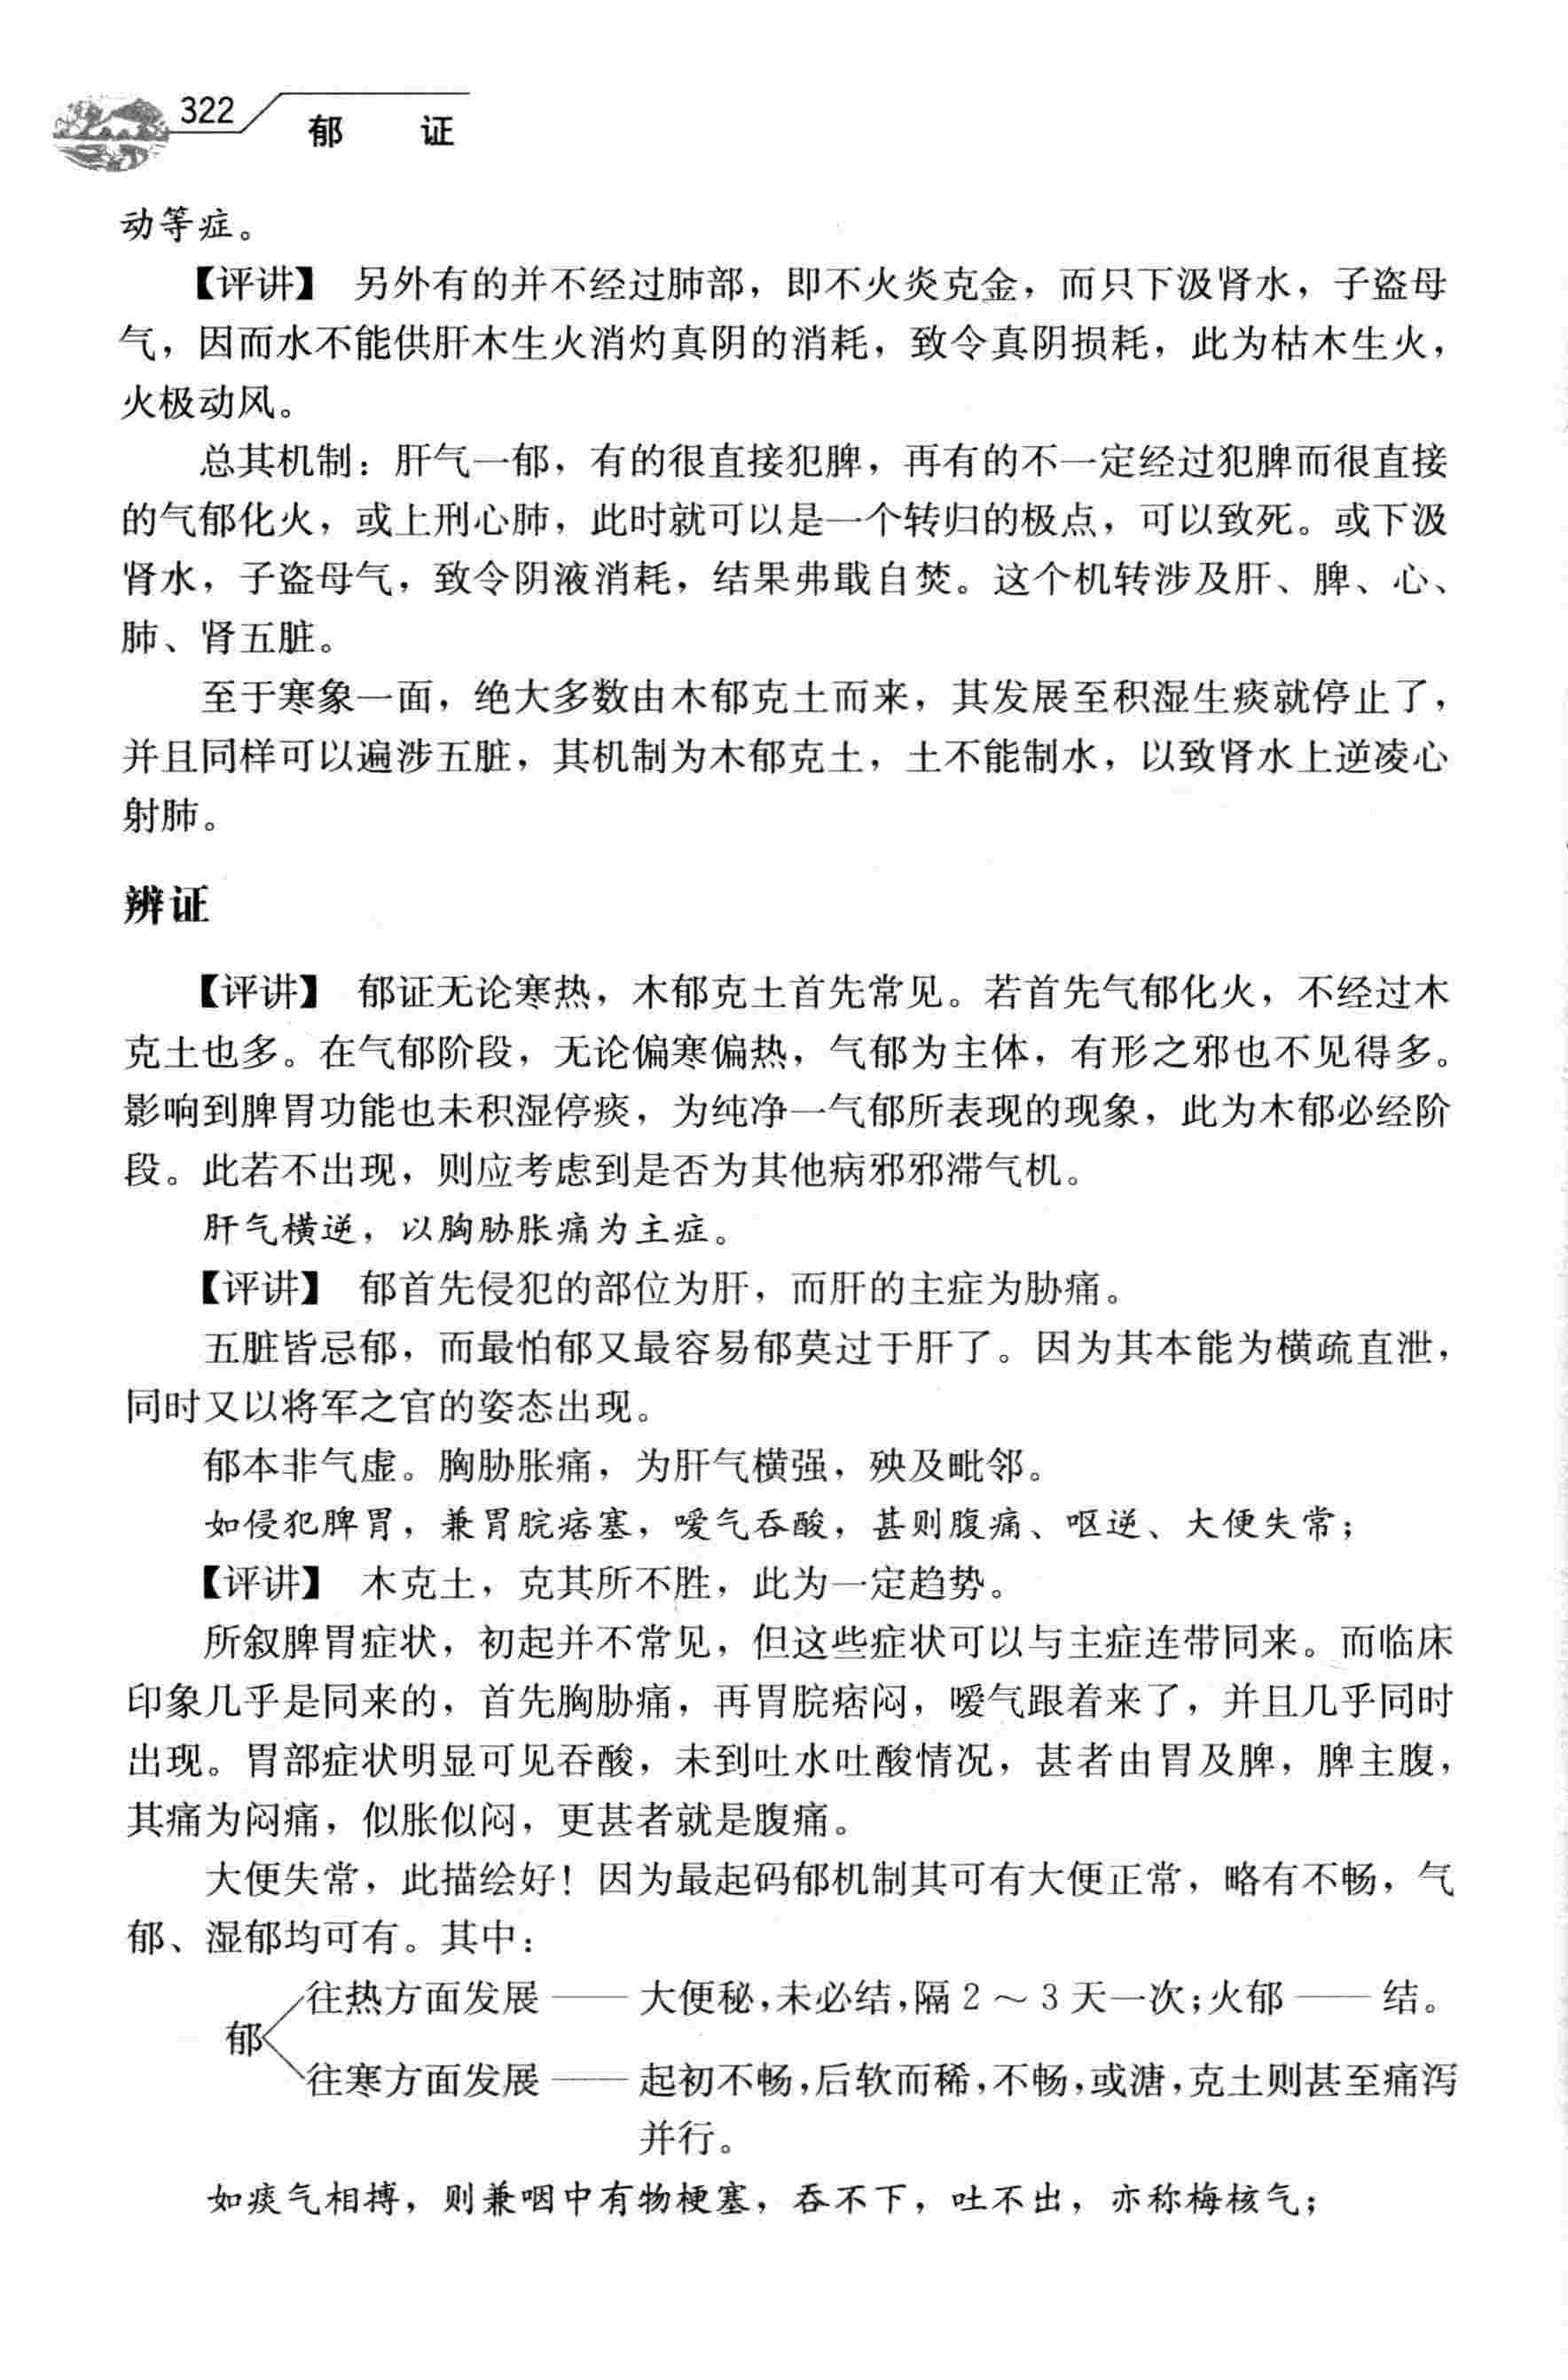 322
郁 证
动等症。
【评讲】 另外有的并不经过肺部，即不火炎克金，而只下汲肾水，子盗母
气，因而水不能供肝木生火消灼真阴的消耗，致令真阴损耗，此为枯木生火，
火极动风。
总其机制：肝气一郁，有的很直接犯脾，再有的不一定经过犯脾而很直接
的气郁化火，或上刑心肺，此时就可以是一个转归的极点，可以致死。或下汲
肾水，子盗母气，致令阴液消耗，结果弗戢自焚。这个机转涉及肝、脾、心、
肺、肾五脏。
至于寒象一面，绝大多数由木郁克土而来，其发展至积湿生痰就停止了，
并且同样可以遍涉五脏，其机制为木郁克土，土不能制水，以致肾水上逆凌心
射肺。
辨证
【评讲】 郁证无论寒热，木郁克土首先常见。若首先气郁化火，不经过木
克土也多。在气郁阶段，无论偏寒偏热，气郁为主体，有形之邪也不见得多。
影响到脾胃功能也未积湿停痰，为纯净一气郁所表现的现象，此为木郁必经阶
段。此若不出现，则应考虑到是否为其他病邪邪滞气机。
肝气横逆，以胸胁胀痛为主症。
【评讲】 郁首先侵犯的部位为肝，而肝的主症为胁痛。
五脏皆忌郁，而最怕郁又最容易郁莫过于肝了。因为其本能为横疏直泄，
同时又以将军之官的姿态出现。
郁本非气虚。胸胁胀痛，为肝气横强，殃及毗邻。
如侵犯脾胃，兼胃脘痞塞，嗳气吞酸，甚则腹痛、呕逆、大便失常；
【评讲】 木克土，克其所不胜，此为一定趋势。
所叙脾胃症状，初起并不常见，但这些症状可以与主症连带同来。而临床
印象几乎是同来的，首先胸胁痛，再胃脘痞闷，嗳气跟着来了，并且几乎同时
出现。胃部症状明显可见吞酸，未到吐水吐酸情况，甚者由胃及脾，脾主腹，
其痛为闷痛，似胀似闷，更甚者就是腹痛。
大便失常，此描绘好！因为最起码郁机制其可有大便正常，略有不畅，气
郁、湿郁均可有。其中：
往热方面发展 —— 大便秘，未必结，隔 2～3 天一次；火郁 —— 结。
郁
往寒方面发展 —— 起初不畅，后软而稀，不畅，或溏，克土则甚至痛泻
并行。
如痰气相搏，则兼咽中有物梗塞，吞不下，吐不出，亦称梅核气；